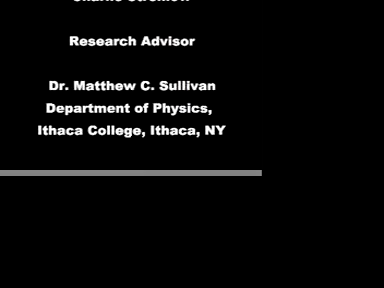 Research Advisor
Dr. Matthew C. Sullivan
Department of Physics,
Ithaca College, Ithaca, NY